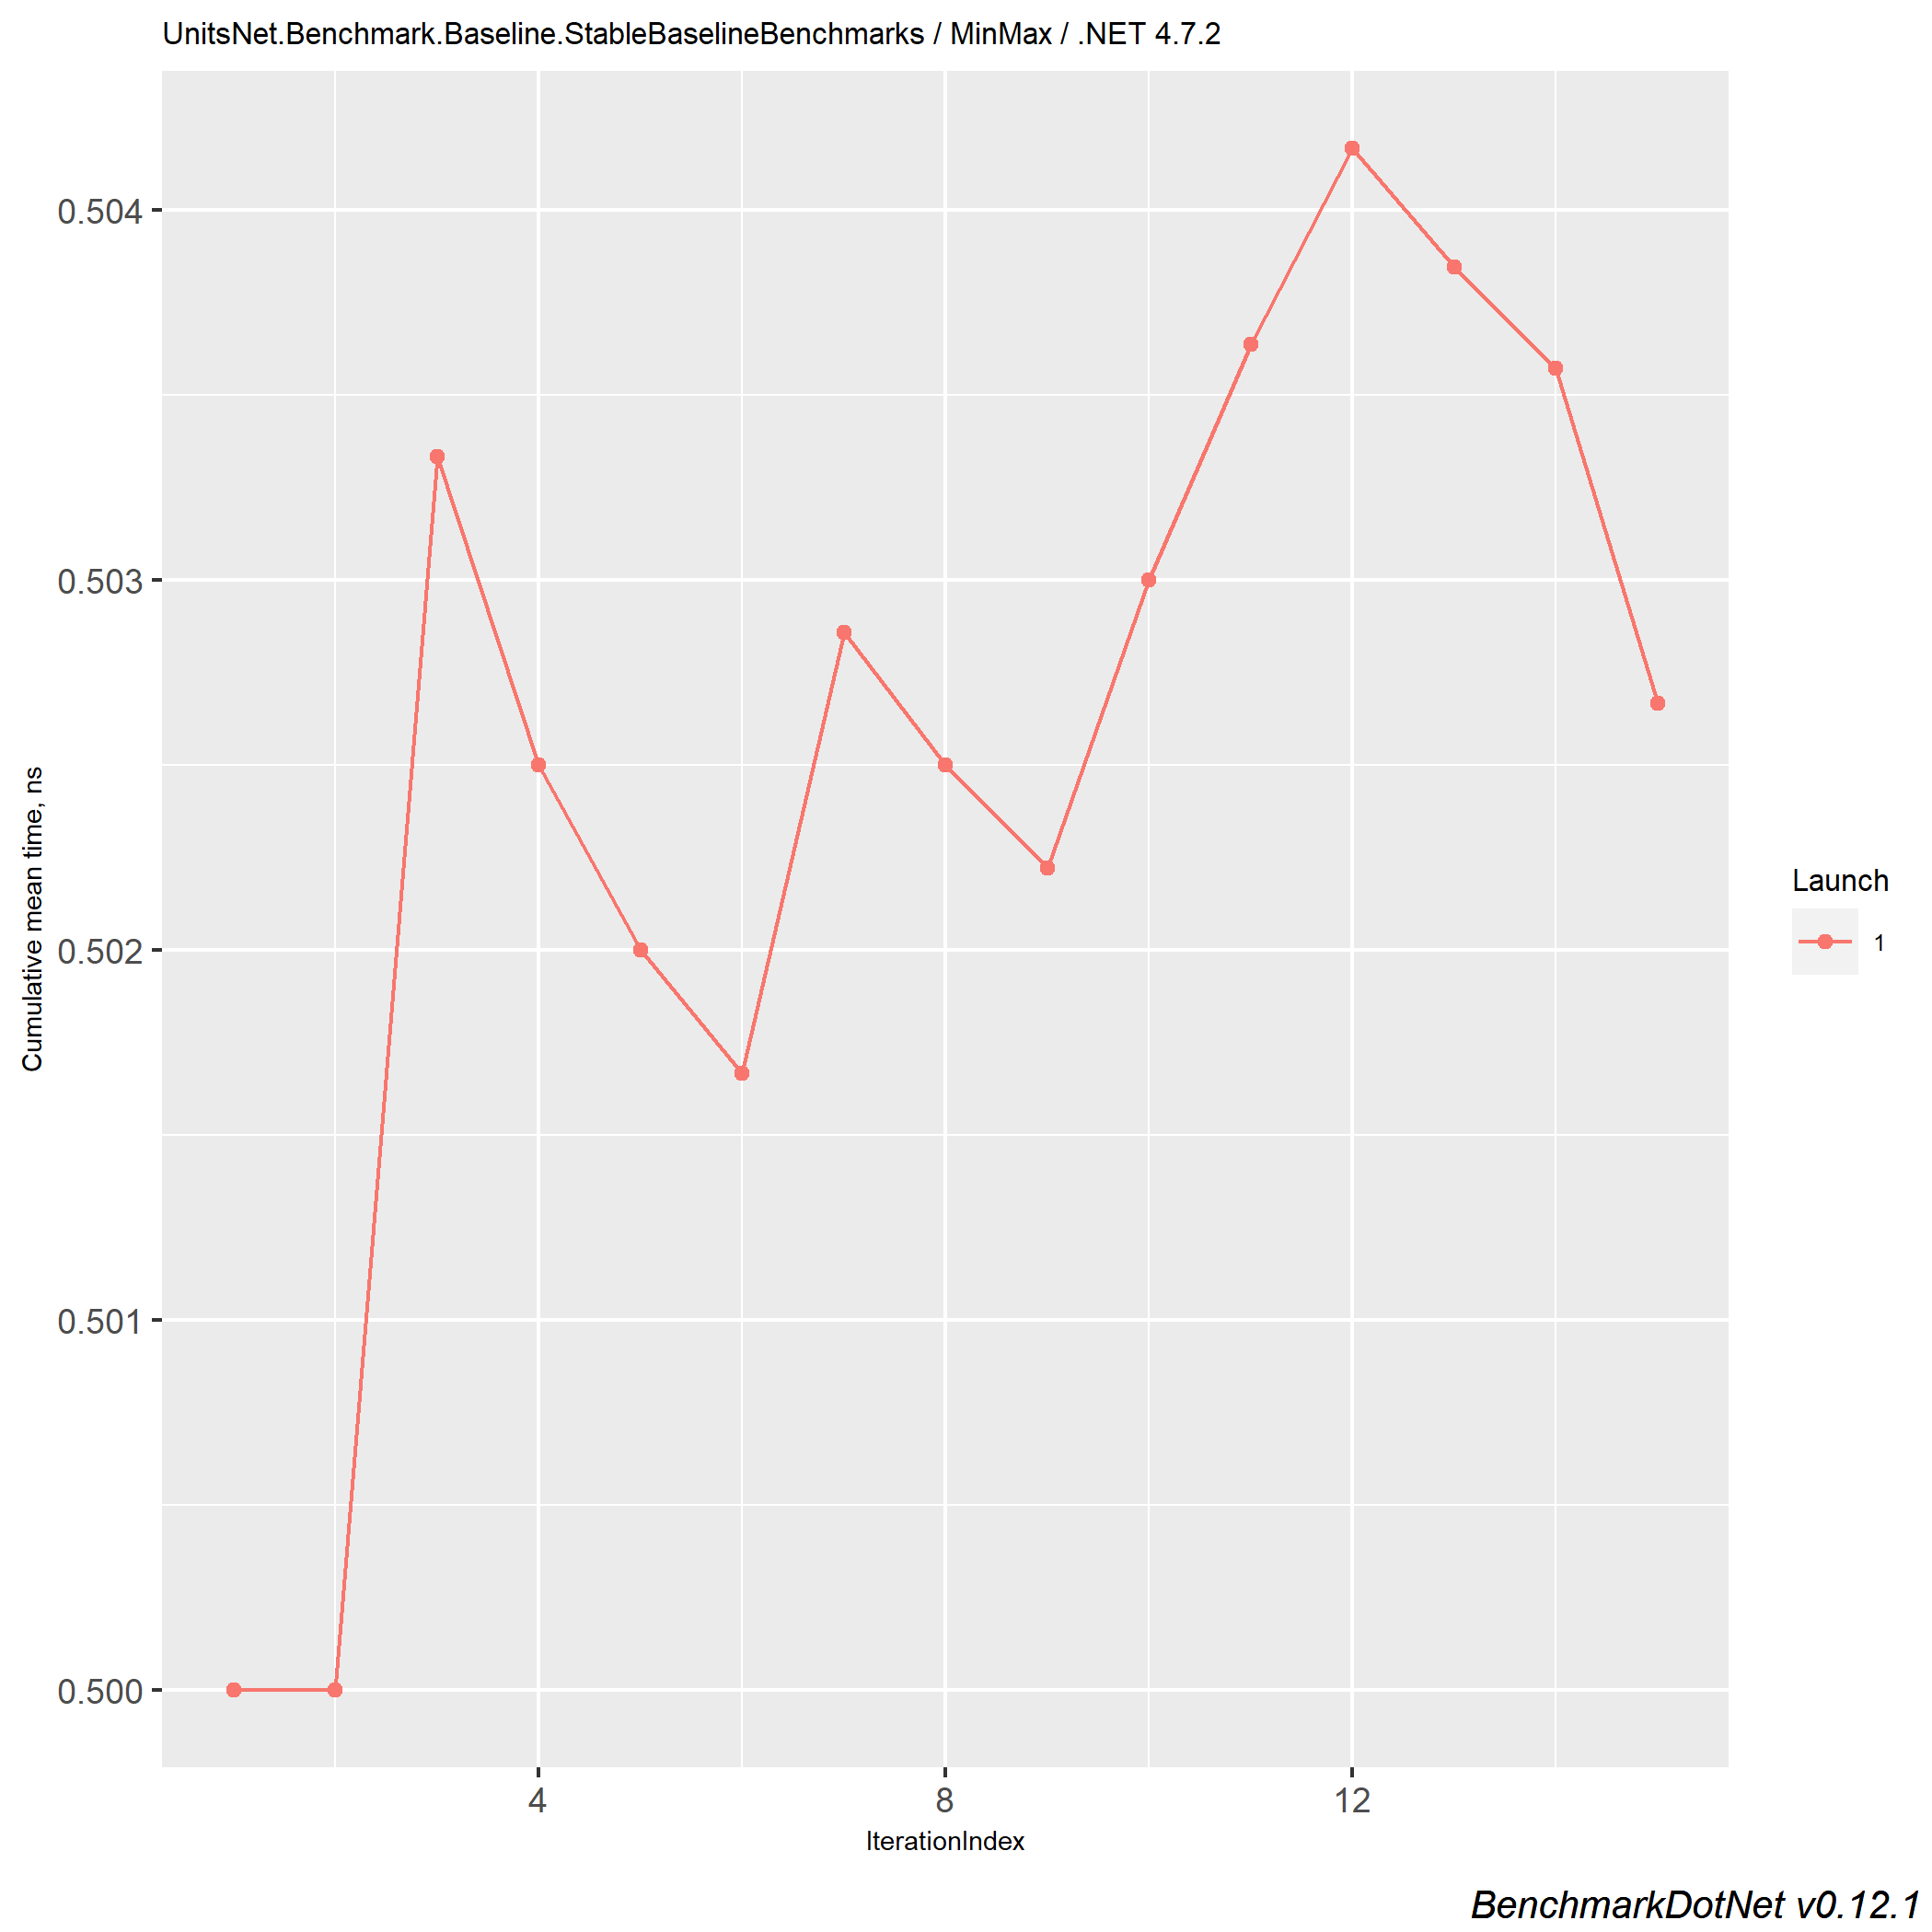 UnitsNet.Benchmark.Baseline.StableBaselineBenchmarks / MinMax / .NET 4.7.2
Cumulative mean time, ns
0.504
0.503
0.502
0.501
0.500
4
8
12
IterationIndex
Launch
1
BenchmarkDotNet v0.12.1